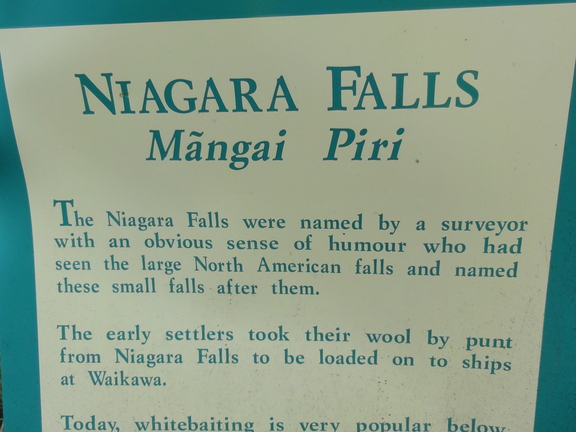 NIAGARA FALLS
Mãngai Piri
The Niagara Falls were named by a surveyor
with an obvious sense of humour who had
seen the large North American falls and named
these small falls after them.
The early settlers took their wool by punt
from Niagara Falls to be loaded on to ships
at Waikawa.
Today, whitebaiting is very popular below